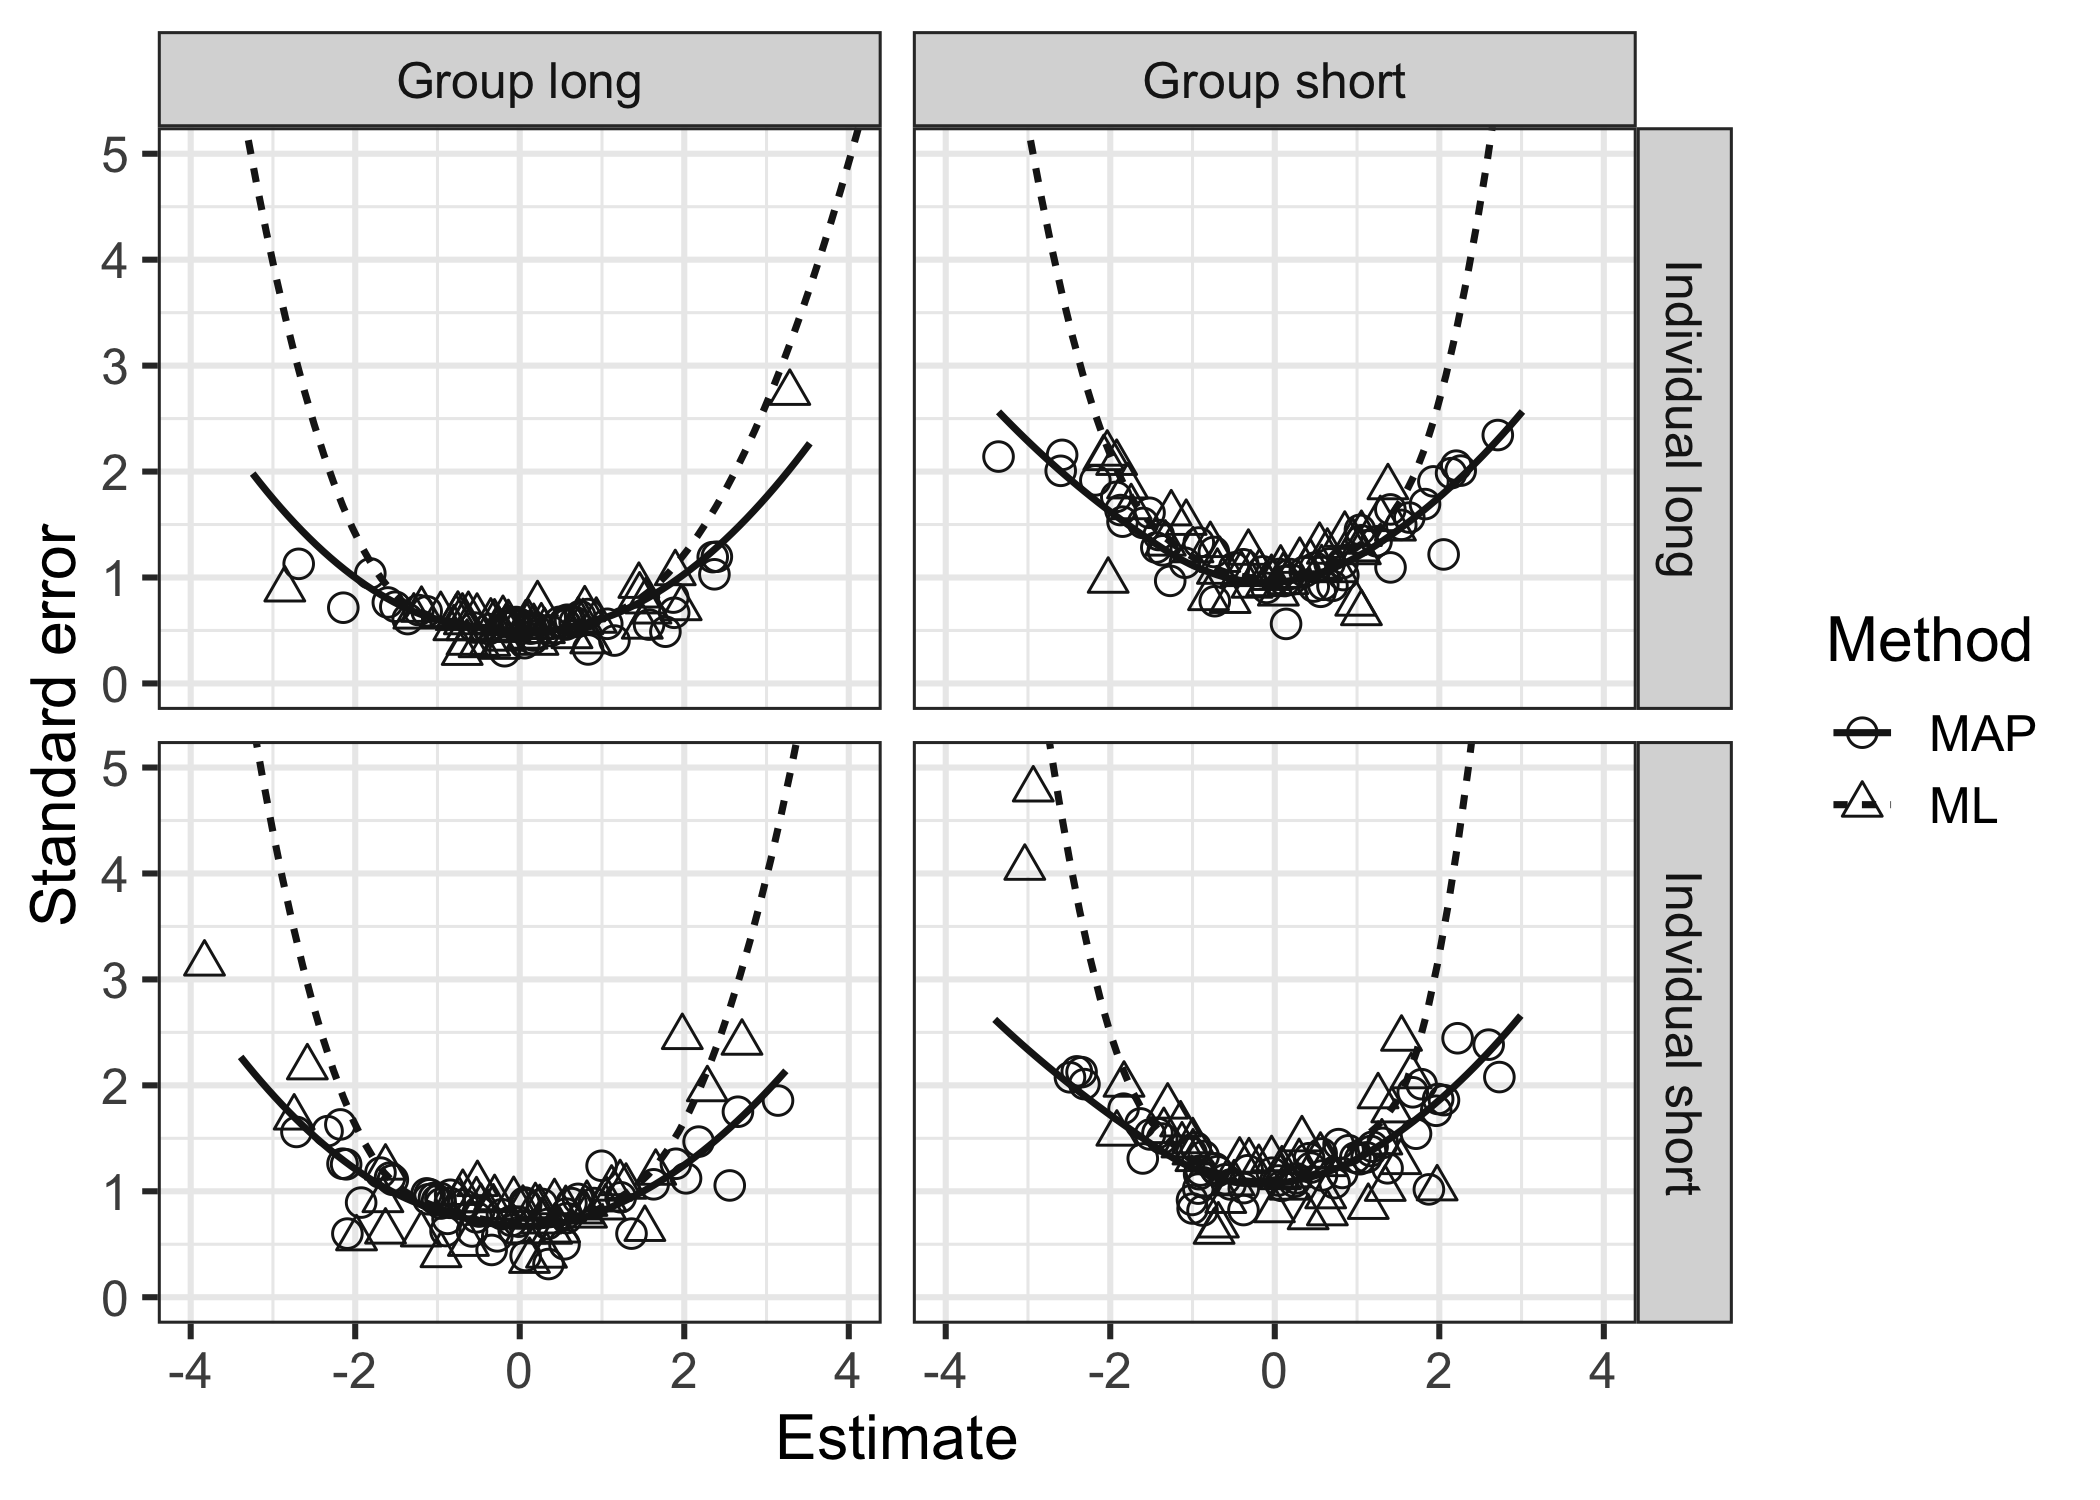 Group long
Group short
5
4
3
2
1
0
Individual long
Standard error
5
4
3
2
1
0
Indvidual short
-4 -2 0 2 4
-4 -2 0 2 4
Estimate
Method
MAP
ML